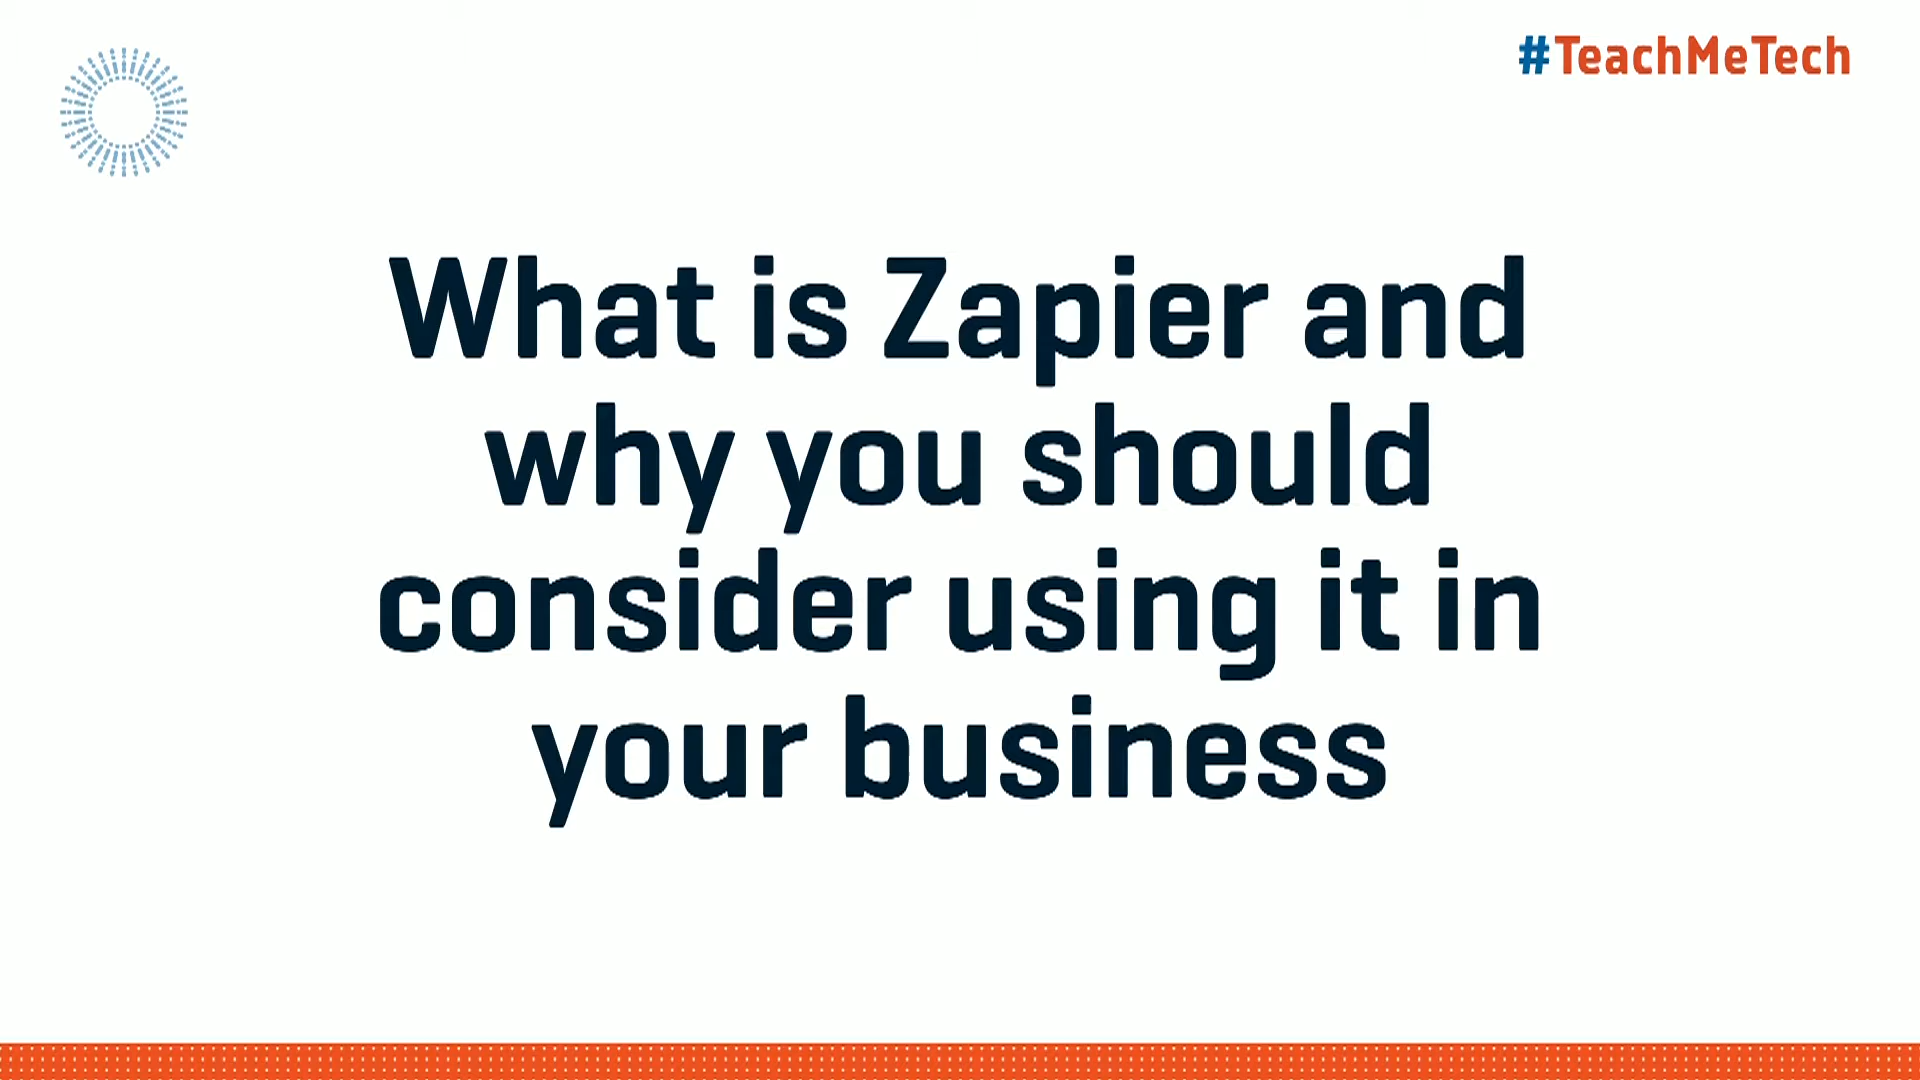 #TeachMeTech
What is Zapier and
why you should
consider using it in
your business